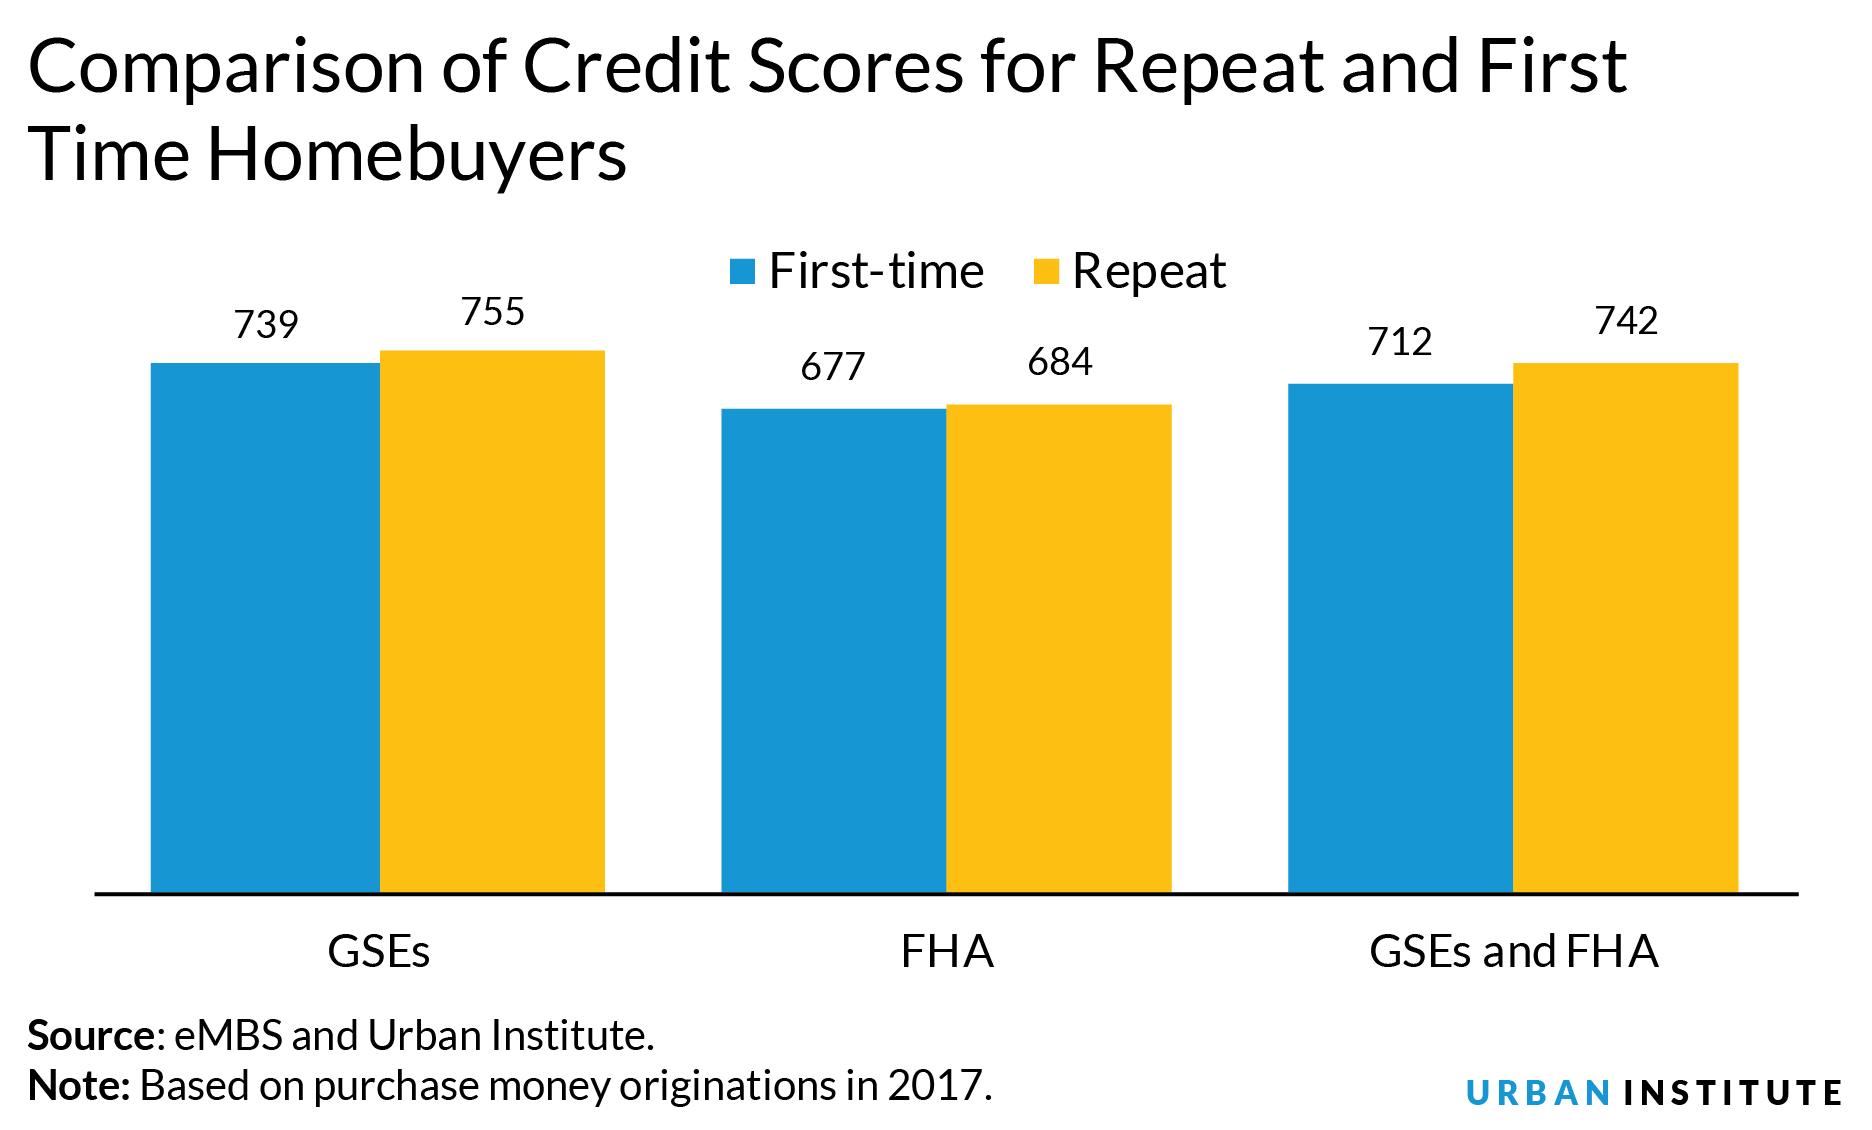 Comparison of Credit Scores for Repeat and First
Time Homebuyers
First-time Repeat
739 755 677 684 712 742
GSEs FHA GSEs and FHA
Source: eMBS and Urban Institute.
Note: Based on purchase money originations in 2017.
URBAN INSTITUTE